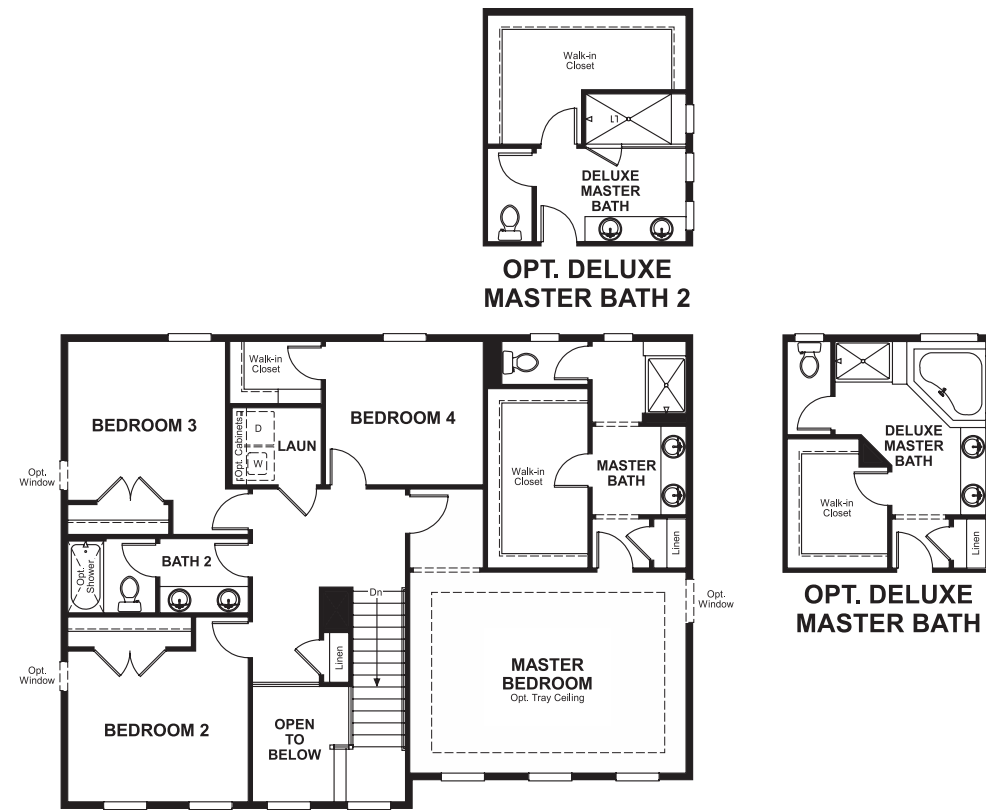 Walk-in
Closet
L1
DELUXE
MASTER
BATH
OPT. DELUXE
MASTER BATH 2
Walk-in
Closet
BEDROOM 3
BEDROOM 4
Opt. Cabinets
D
W
LAUN
Opt.
Window
Walk-in
Closet
MASTER
BATH
Linen
BATH 2
Opt.
Shower
Dn
Opt.
Window
Linen
MASTER
BEDROOM
Opt. Tray Ceiling
Opt.
Window
BEDROOM 2
OPEN
TO
BELOW
DELUXE
MASTER
BATH
Walk-in
Closet
Linen
OPT. DELUXE
MASTER BATH